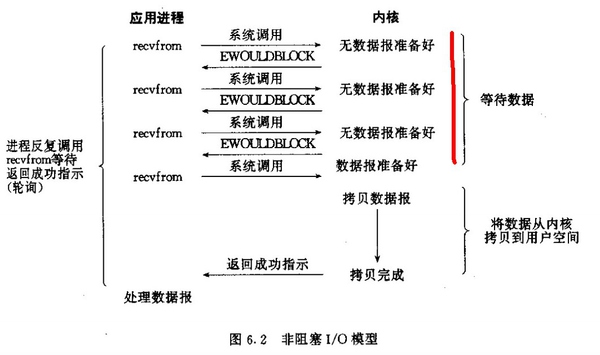 应用进程 内核
recvfrom 系统调用 无数据报准备好
EWOULDBLOCK
recvfrom 系统调用 无数据报准备好
EWOULDBLOCK
recvfrom 系统调用 无数据报准备好
EWOULDBLOCK
recvfrom 系统调用 数据报准备好
等待数据
进程反复调用
recvfrom等待
返回成功指示
(轮询)
拷贝数据报
将数据从内核
拷贝到用户空间
返回成功指示 拷贝完成
处理数据报
图 6.2 非阻塞 I/O 模型